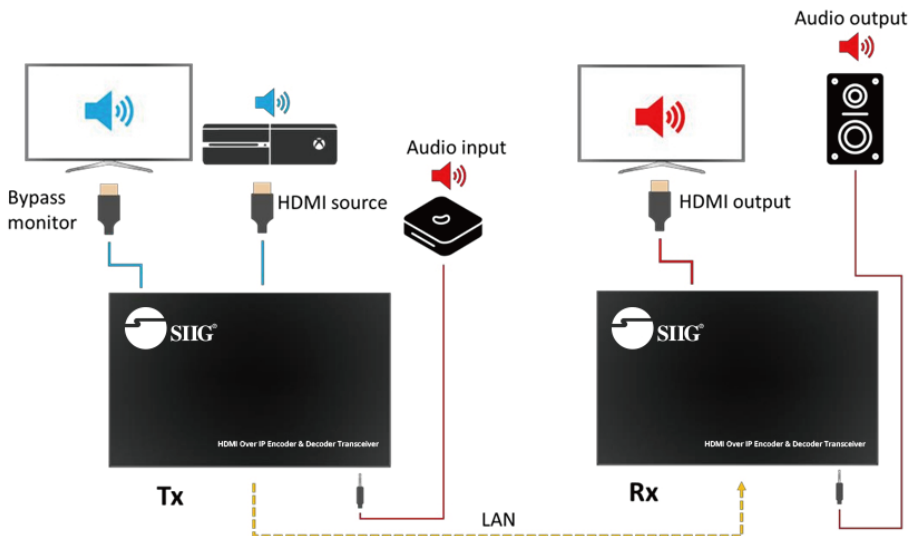 Audio output
Audio input
Bypass
monitor
HDMI source
HDMI output
SIIG®
SIIG®
HDMI Over IP Encoder & Decoder Transceiver
HDMI Over IP Encoder & Decoder Transceiver
Tx
Rx
LAN